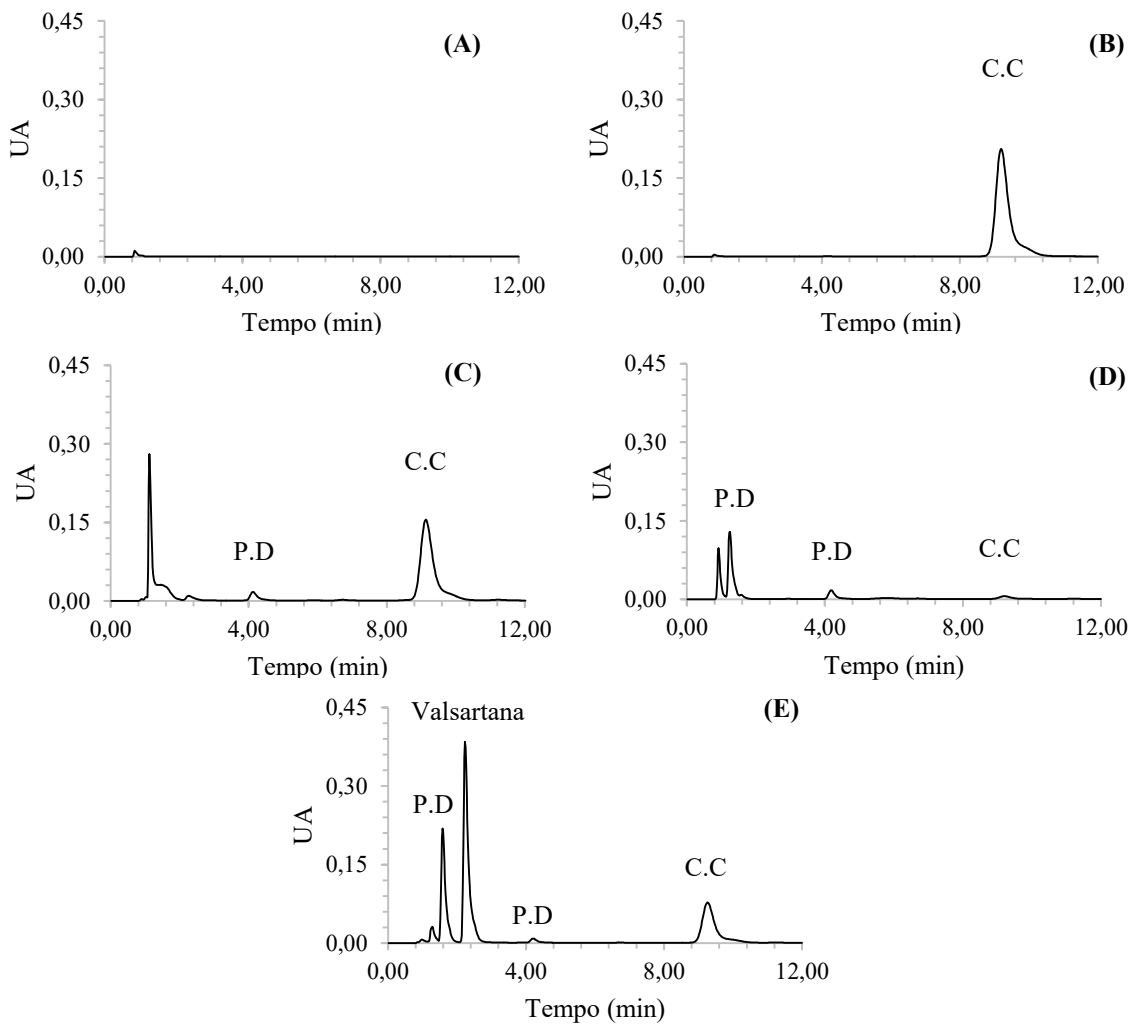 0,45
(A)
0,30
UA
0,15
0,00
0,00 4,00 8,00 12,00
Tempo (min)
0,45
(B)
C.C
0,30
UA
0,15
0,00
0,00 4,00 8,00 12,00
Tempo (min)
0,45
(C)
0,30
C.C
UA
0,15
P.D
0,00
0,00 4,00 8,00 12,00
Tempo (min)
0,45
(D)
0,30
UA
0,15
P.D
P.D
C.C
0,00
0,00 4,00 8,00 12,00
Tempo (min)
0,45
Valsartana
(E)
0,30
P.D
UA
0,15
C.C
P.D
0,00
0,00 4,00 8,00 12,00
Tempo (min)